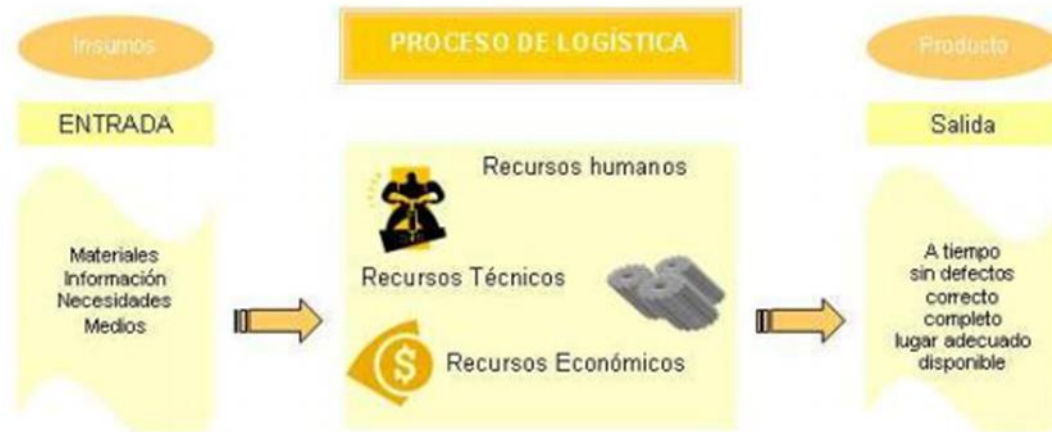 Insumos
PROCESO DE LOGÍSTICA
Producto
ENTRADA
Salida
Recursos humanos
Materiales
Información
Necesidades
Medios
Recursos Técnicos
Recursos Económicos
$
A tiempo
sin defectos
correcto
completo
lugar adecuado
disponible